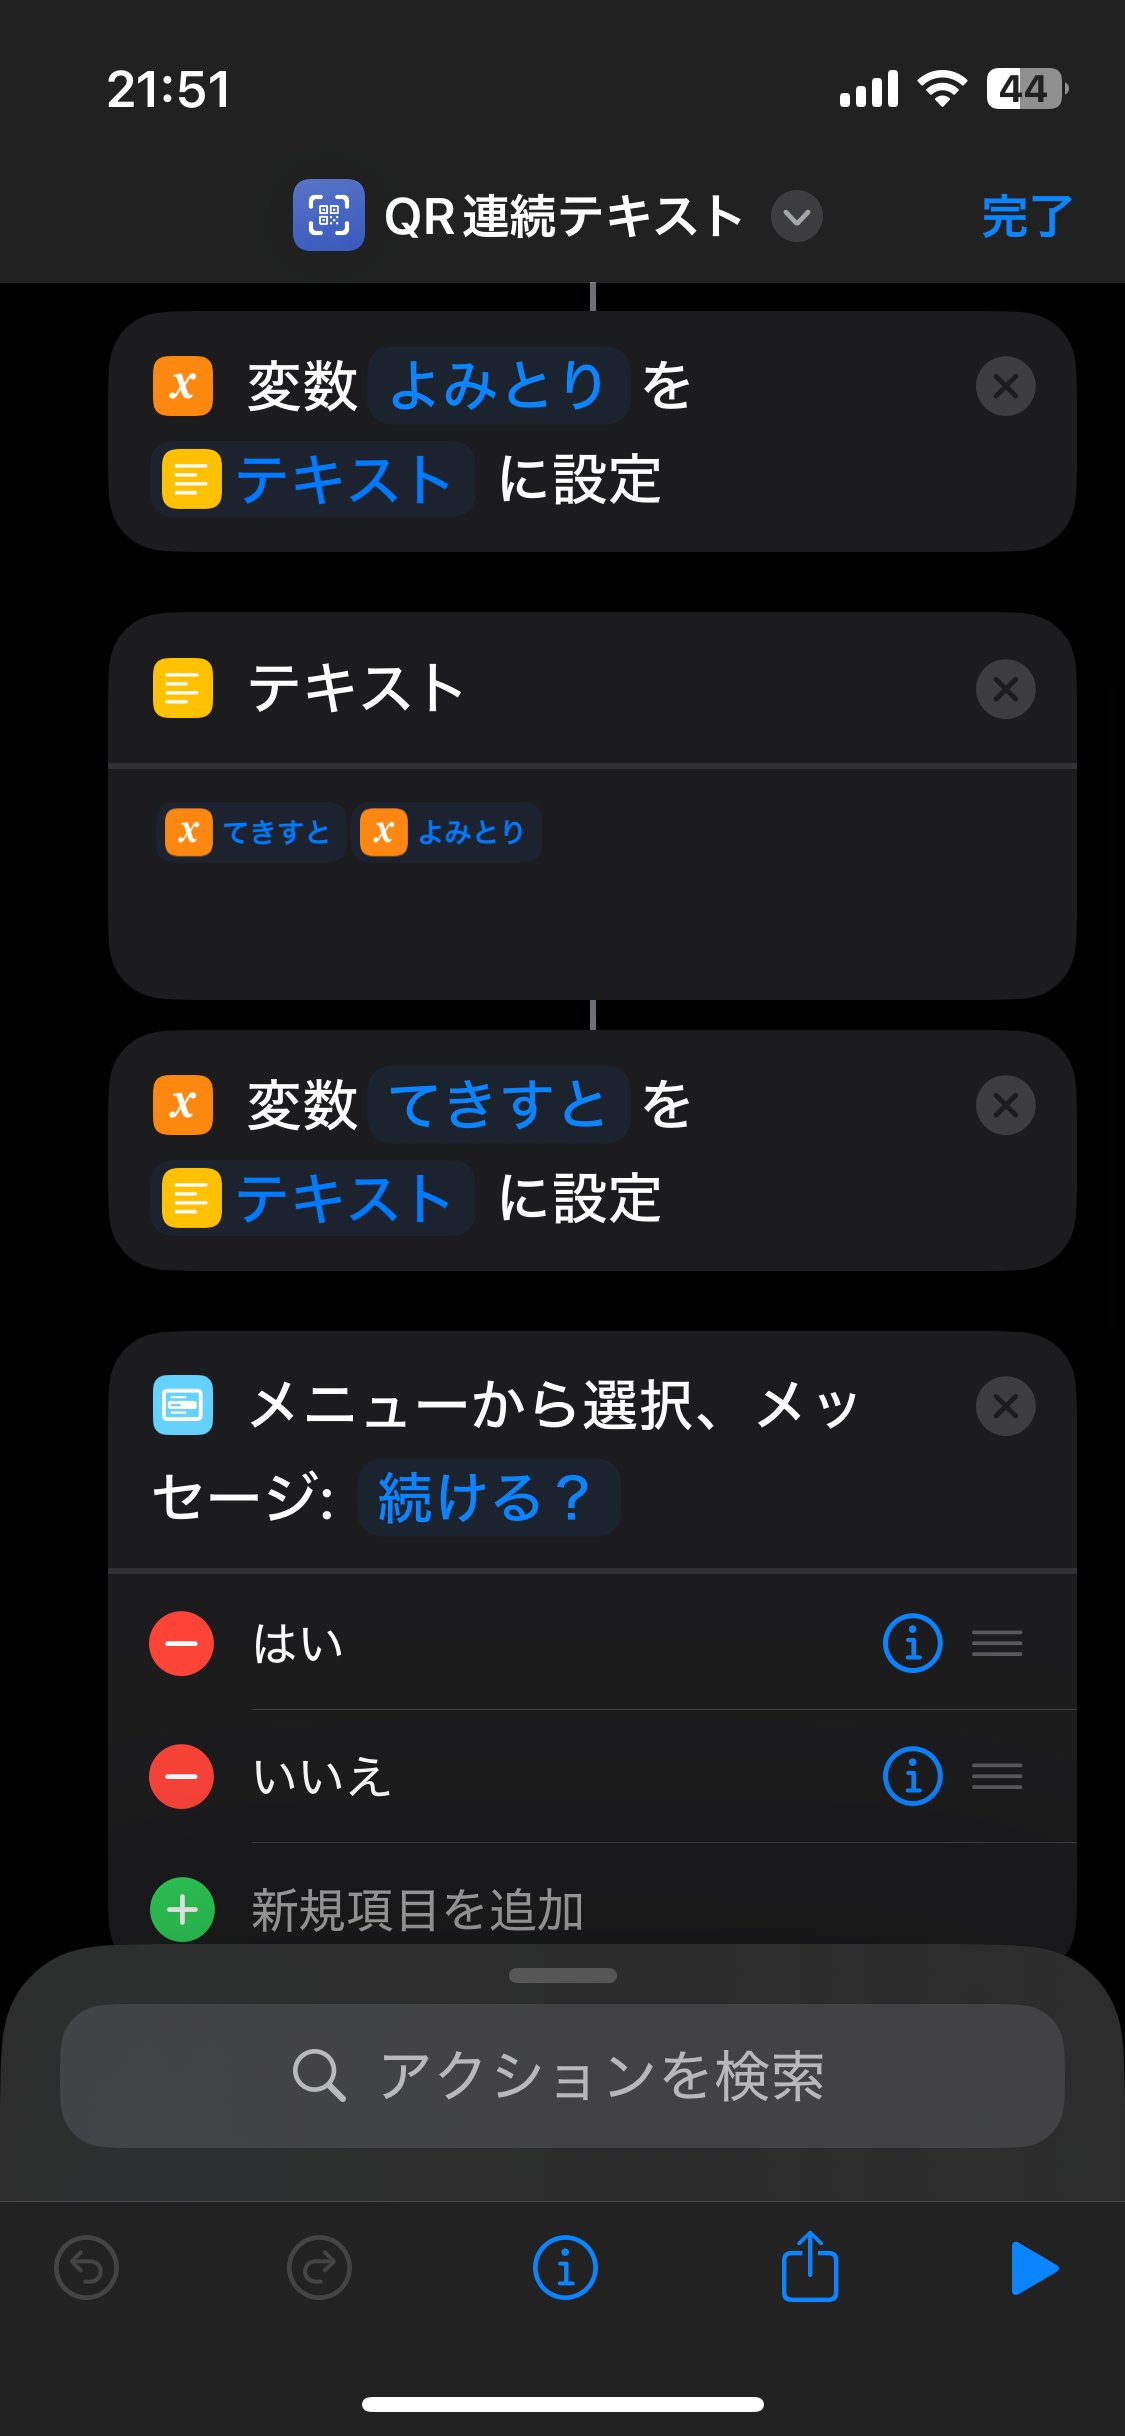 21:51
44
QR連続テキスト
完了
変数 よみとり を
テキスト に設定
テキスト
てきすと よみとり
変数 てきすと を
テキスト に設定
メニューから選択、メッ
セージ: 続ける？
はい
いいえ
新規項目を追加
アクションを検索